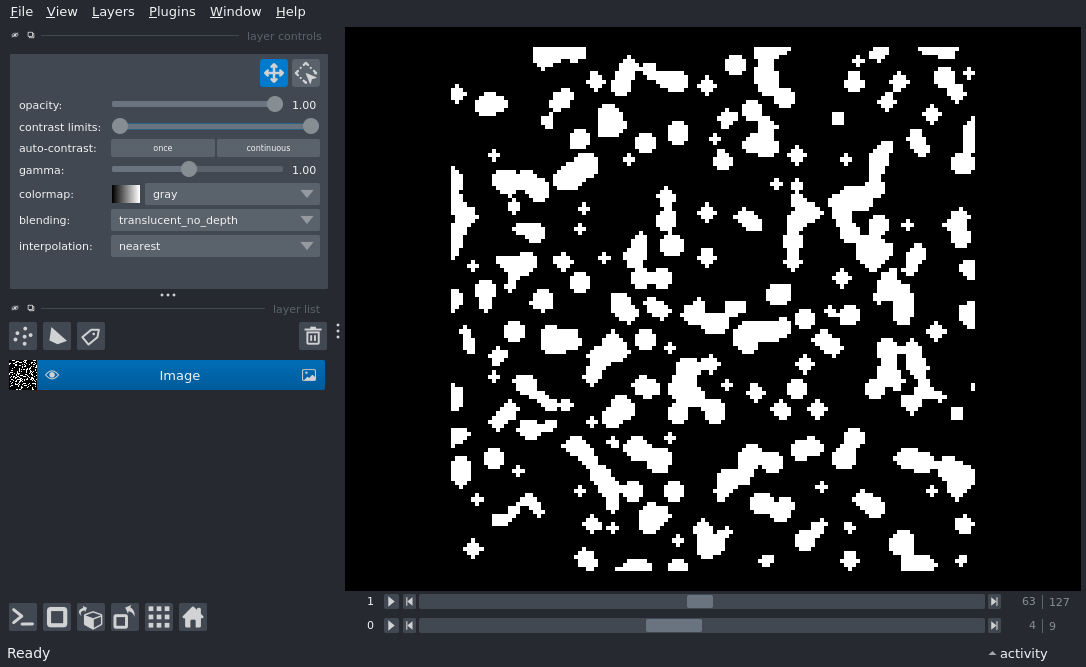 File View Layers Plugins Window Help
layer controls
opacity: 1.00
contrast limits:
auto-contrast: once continuous
gamma: 1.00
colormap: gray
blending: translucent_no_depth
interpolation: nearest
layer list
Image
1 63 127
0 4 9
Ready activity